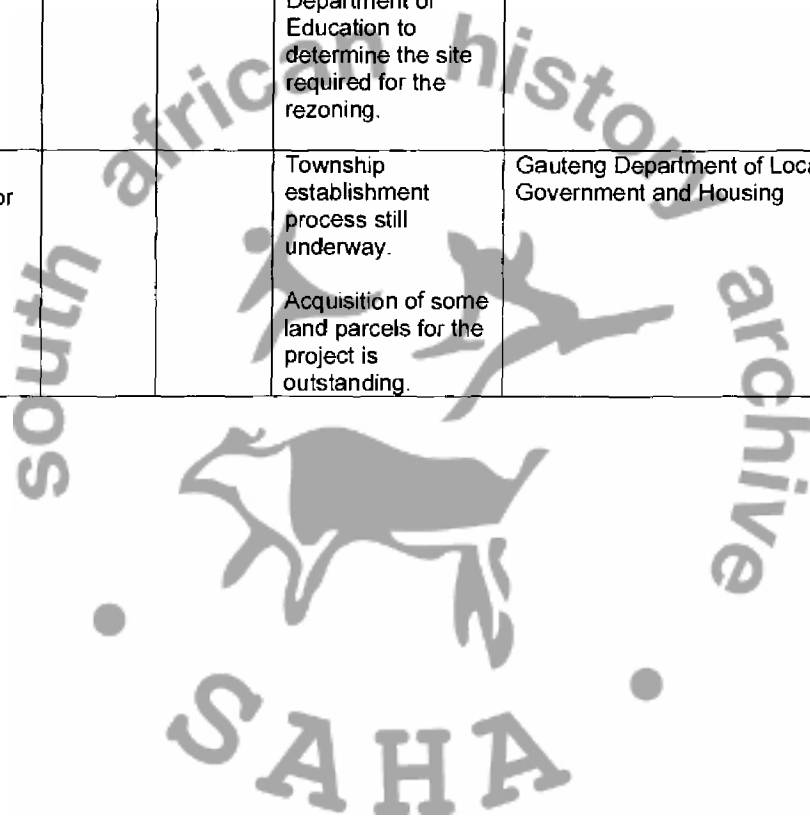 Department of
Education to
determine the site
required for the
rezoning.
or
Township
establishment
process still
underway.
Acquisition of some
land parcels for the
project is
outstanding.
Gauteng Department of Loca
Government and Housing
south african history archive
SAHA